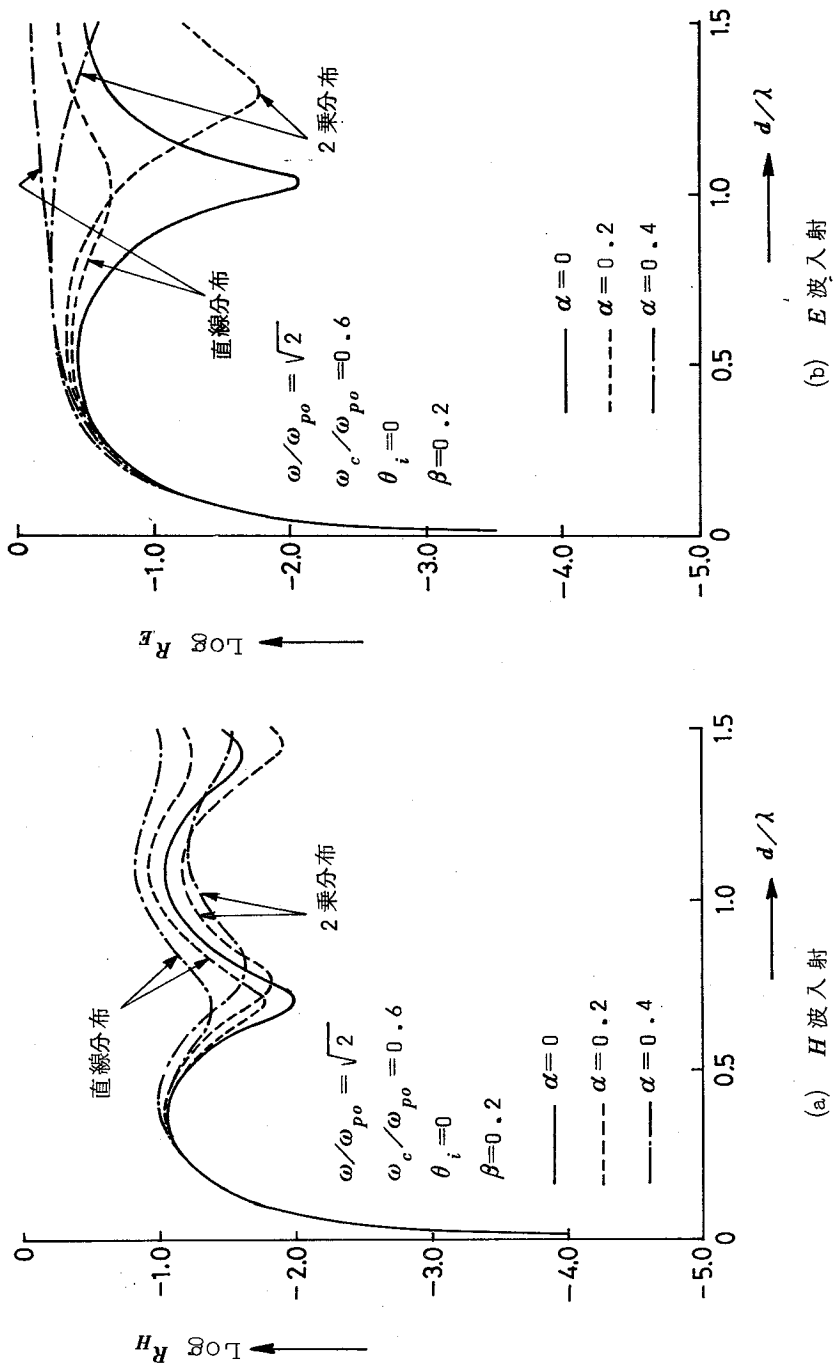 Log R_H
0
-1.0
-2.0
-3.0
-4.0
-5.0
直線分布
2乗分布
ω/ω_po = √2
ω_c/ω_po = 0.6
θ_i = 0
β = 0.2
α = 0
α = 0.2
α = 0.4
0
0.5
1.0
1.5
d/λ
(a) H 波入射
Log R_E
0
-1.0
-2.0
-3.0
-4.0
-5.0
直線分布
2乗分布
ω/ω_po = √2
ω_c/ω_po = 0.6
θ_i = 0
β = 0.2
α = 0
α = 0.2
α = 0.4
0
0.5
1.0
1.5
d/λ
(b) E 波入射